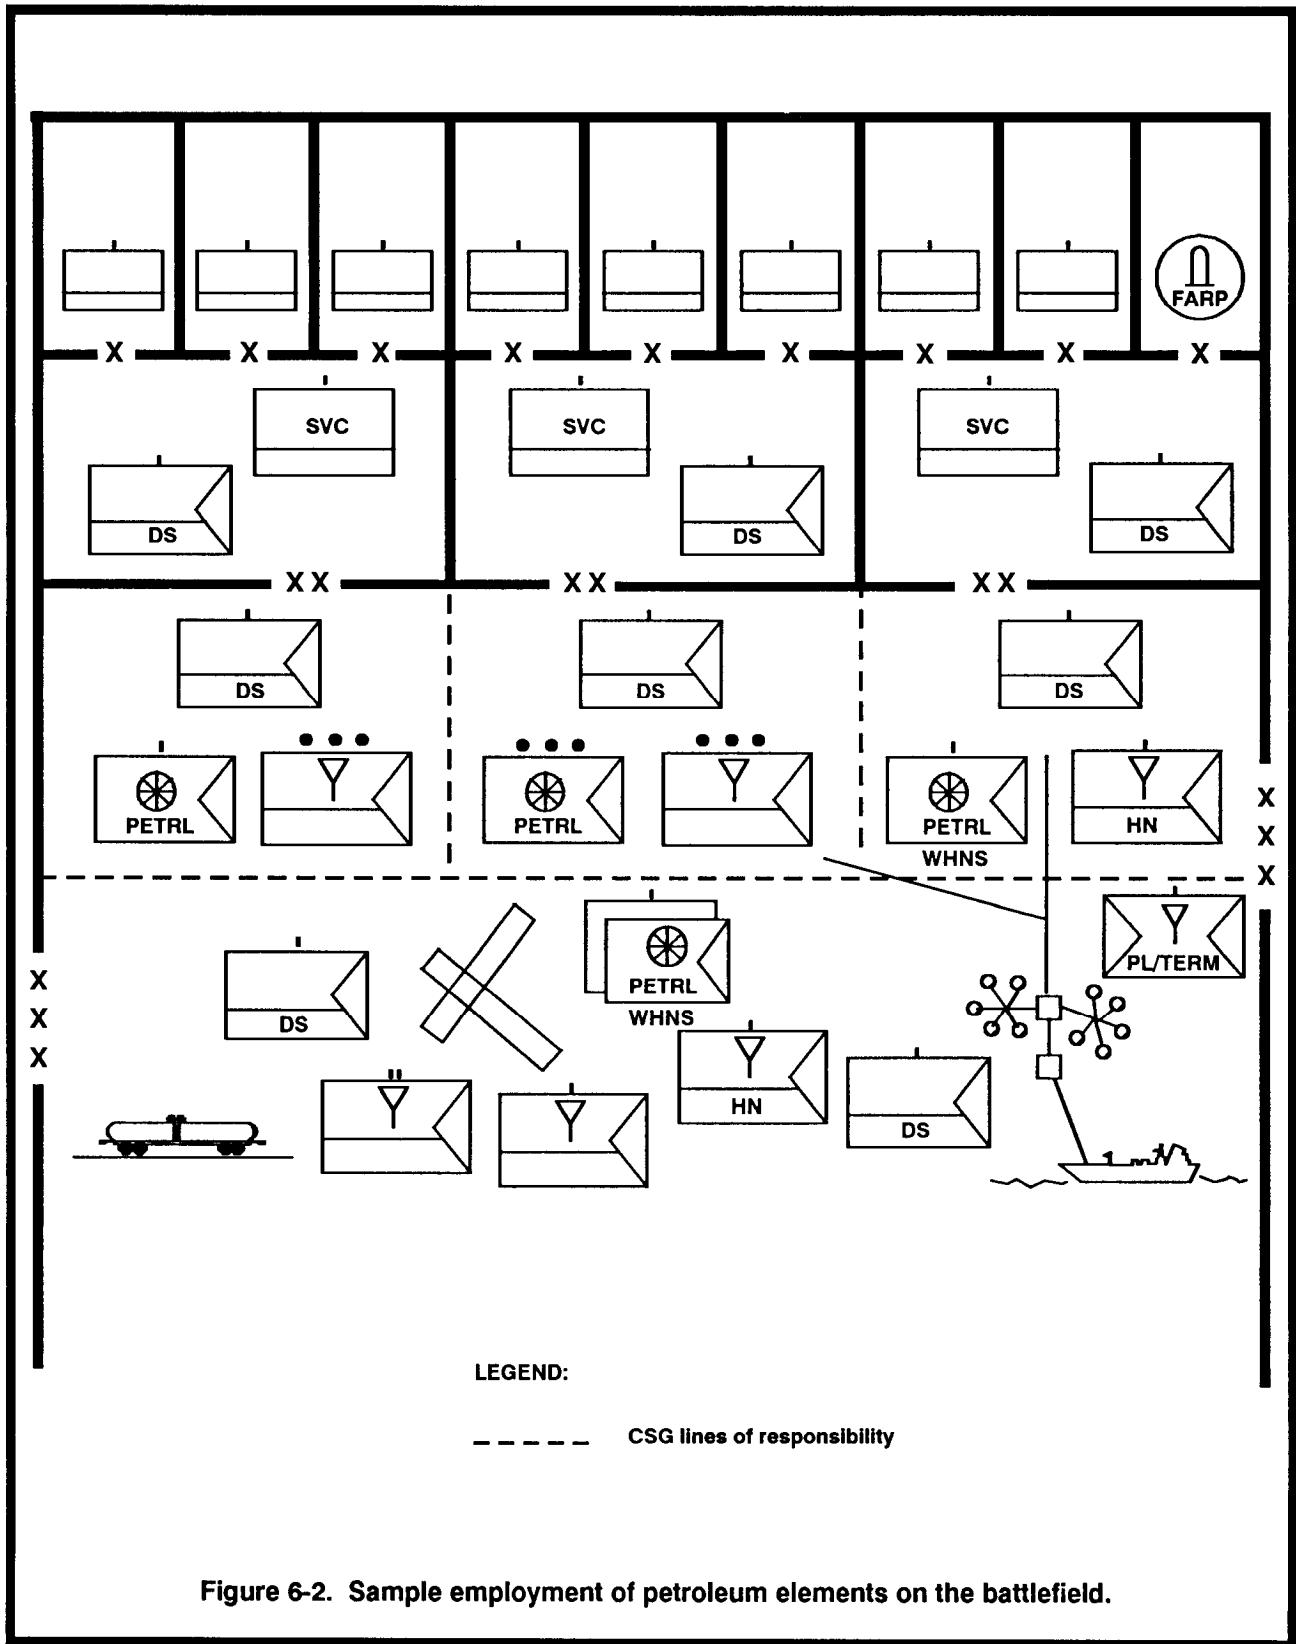 FARP
X X X X X X X X X
SVC SVC SVC
DS DS DS
XX XX XX
DS DS DS
PETRL PETRL PETRL HN
WHNS
X
X
X
PL/TERM
PETRL
WHNS
DS
X
X
X
HN
DS
LEGEND:
CSG lines of responsibility
Figure 6-2. Sample employment of petroleum elements on the battlefield.